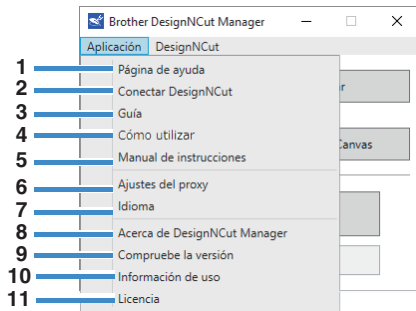 Brother DesignNCut Manager
Aplicación DesignNCut
1 Página de ayuda
2 Conectar DesignNCut
3 Guía
4 Cómo utilizar
5 Manual de instrucciones
6 Ajustes del proxy
7 Idioma
8 Acerca de DesignNCut Manager
9 Compruebe la versión
10 Información de uso
11 Licencia
ar
Canvas